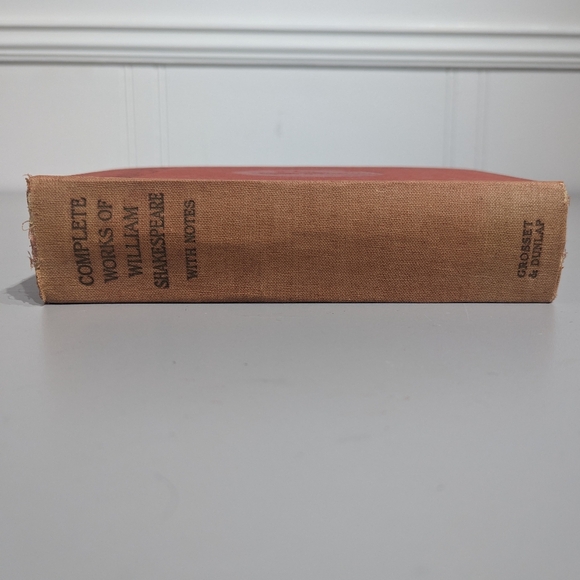 COMPLETE
WORKS OF
WILLIAM
SHAKESPEARE
WITH NOTES
GROSSET
& DUNLAP